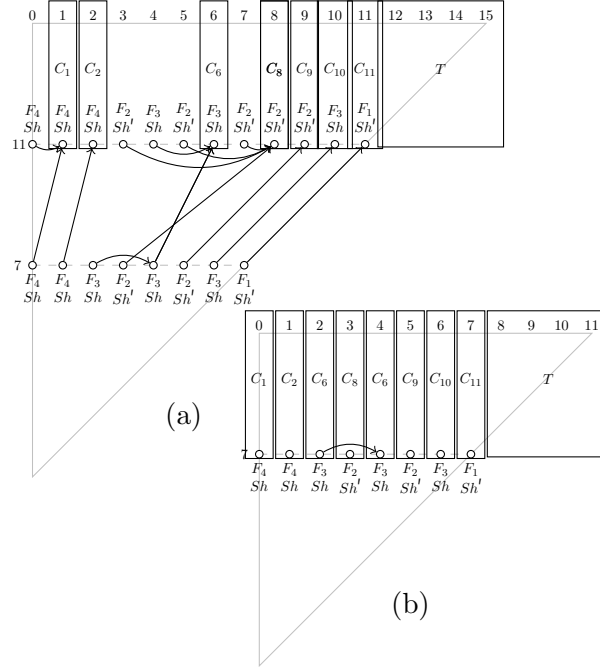 0 1 2 3 4 5 6 7 8 9 10 11 12 13 14 15
C₁ C₂ C₆ C₈ C₉ C₁₀ C₁₁ T
F₄ F₄ F₄ F₂ F₃ F₂ F₃ F₂ F₂ F₂ F₃ F₁
Sh Sh Sh Sh' Sh Sh' Sh Sh' Sh' Sh' Sh Sh'
11
7
F₄ F₄ F₃ F₂ F₃ F₂ F₃ F₁
Sh Sh Sh Sh' Sh Sh' Sh Sh'
0 1 2 3 4 5 6 7 8 9 10 11
C₁ C₂ C₆ C₈ C₆ C₉ C₁₀ C₁₁ T
(a)
7
F₄ F₄ F₃ F₂ F₃ F₂ F₃ F₁
Sh Sh Sh Sh' Sh Sh' Sh Sh'
(b)